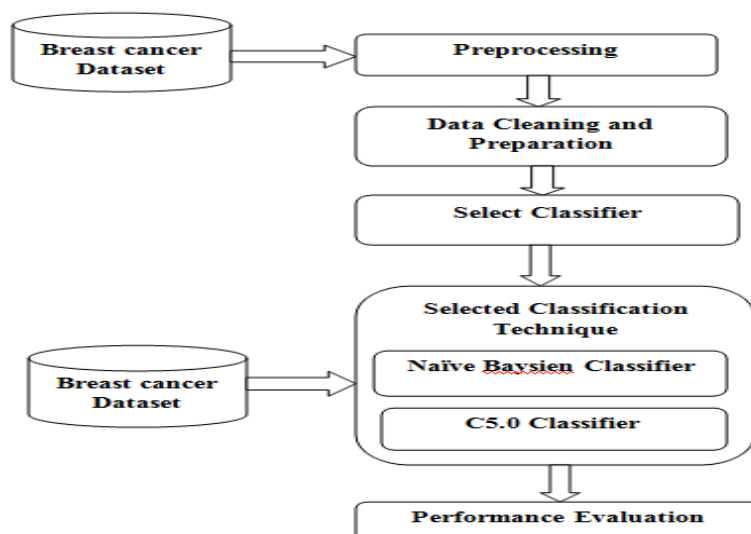 Breast cancer
Dataset
Preprocessing
Data Cleaning and
Preparation
Select Classifier
Selected Classification
Technique
Naïve Baysien Classifier
Breast cancer
Dataset
C5.0 Classifier
Performance Evaluation